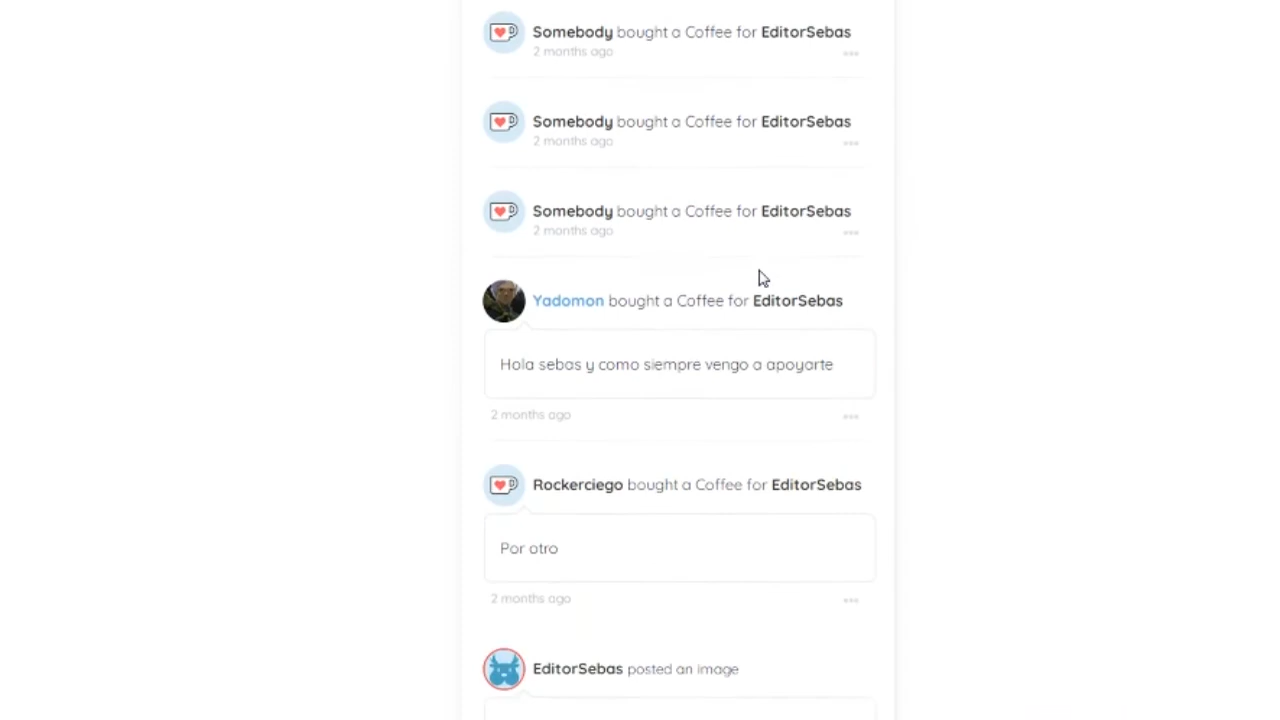 Somebody bought a Coffee for EditorSebas
2 months ago
Somebody bought a Coffee for EditorSebas
2 months ago
Somebody bought a Coffee for EditorSebas
2 months ago
Yadomon bought a Coffee for EditorSebas
Hola sebas y como siempre vengo a apoyarte
2 months ago
Rockerciego bought a Coffee for EditorSebas
Por otro
2 months ago
EditorSebas posted an image